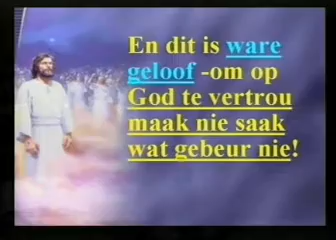 En dit is ware
geloof -om op
God te vertrou
maak nie saak
wat gebeur nie!